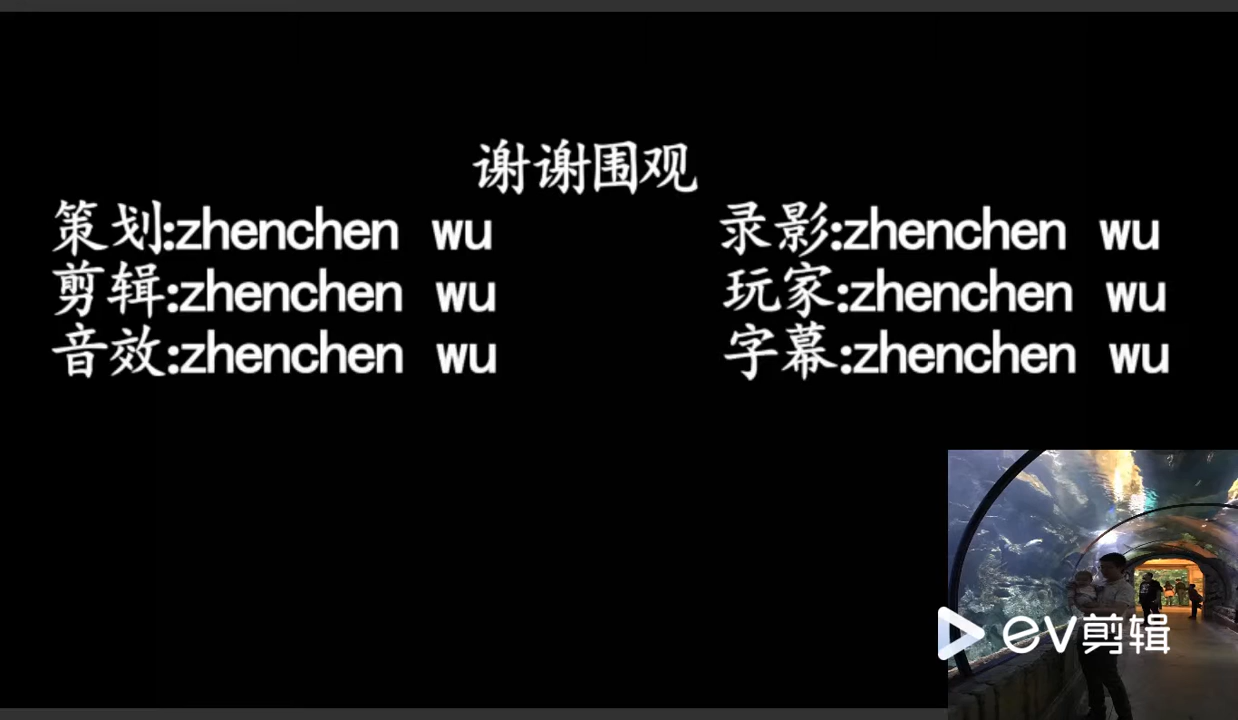 谢谢围观
策划:zhenchen wu
录影:zhenchen wu
剪辑:zhenchen wu
玩家:zhenchen wu
音效:zhenchen wu
字幕:zhenchen wu
ev剪辑